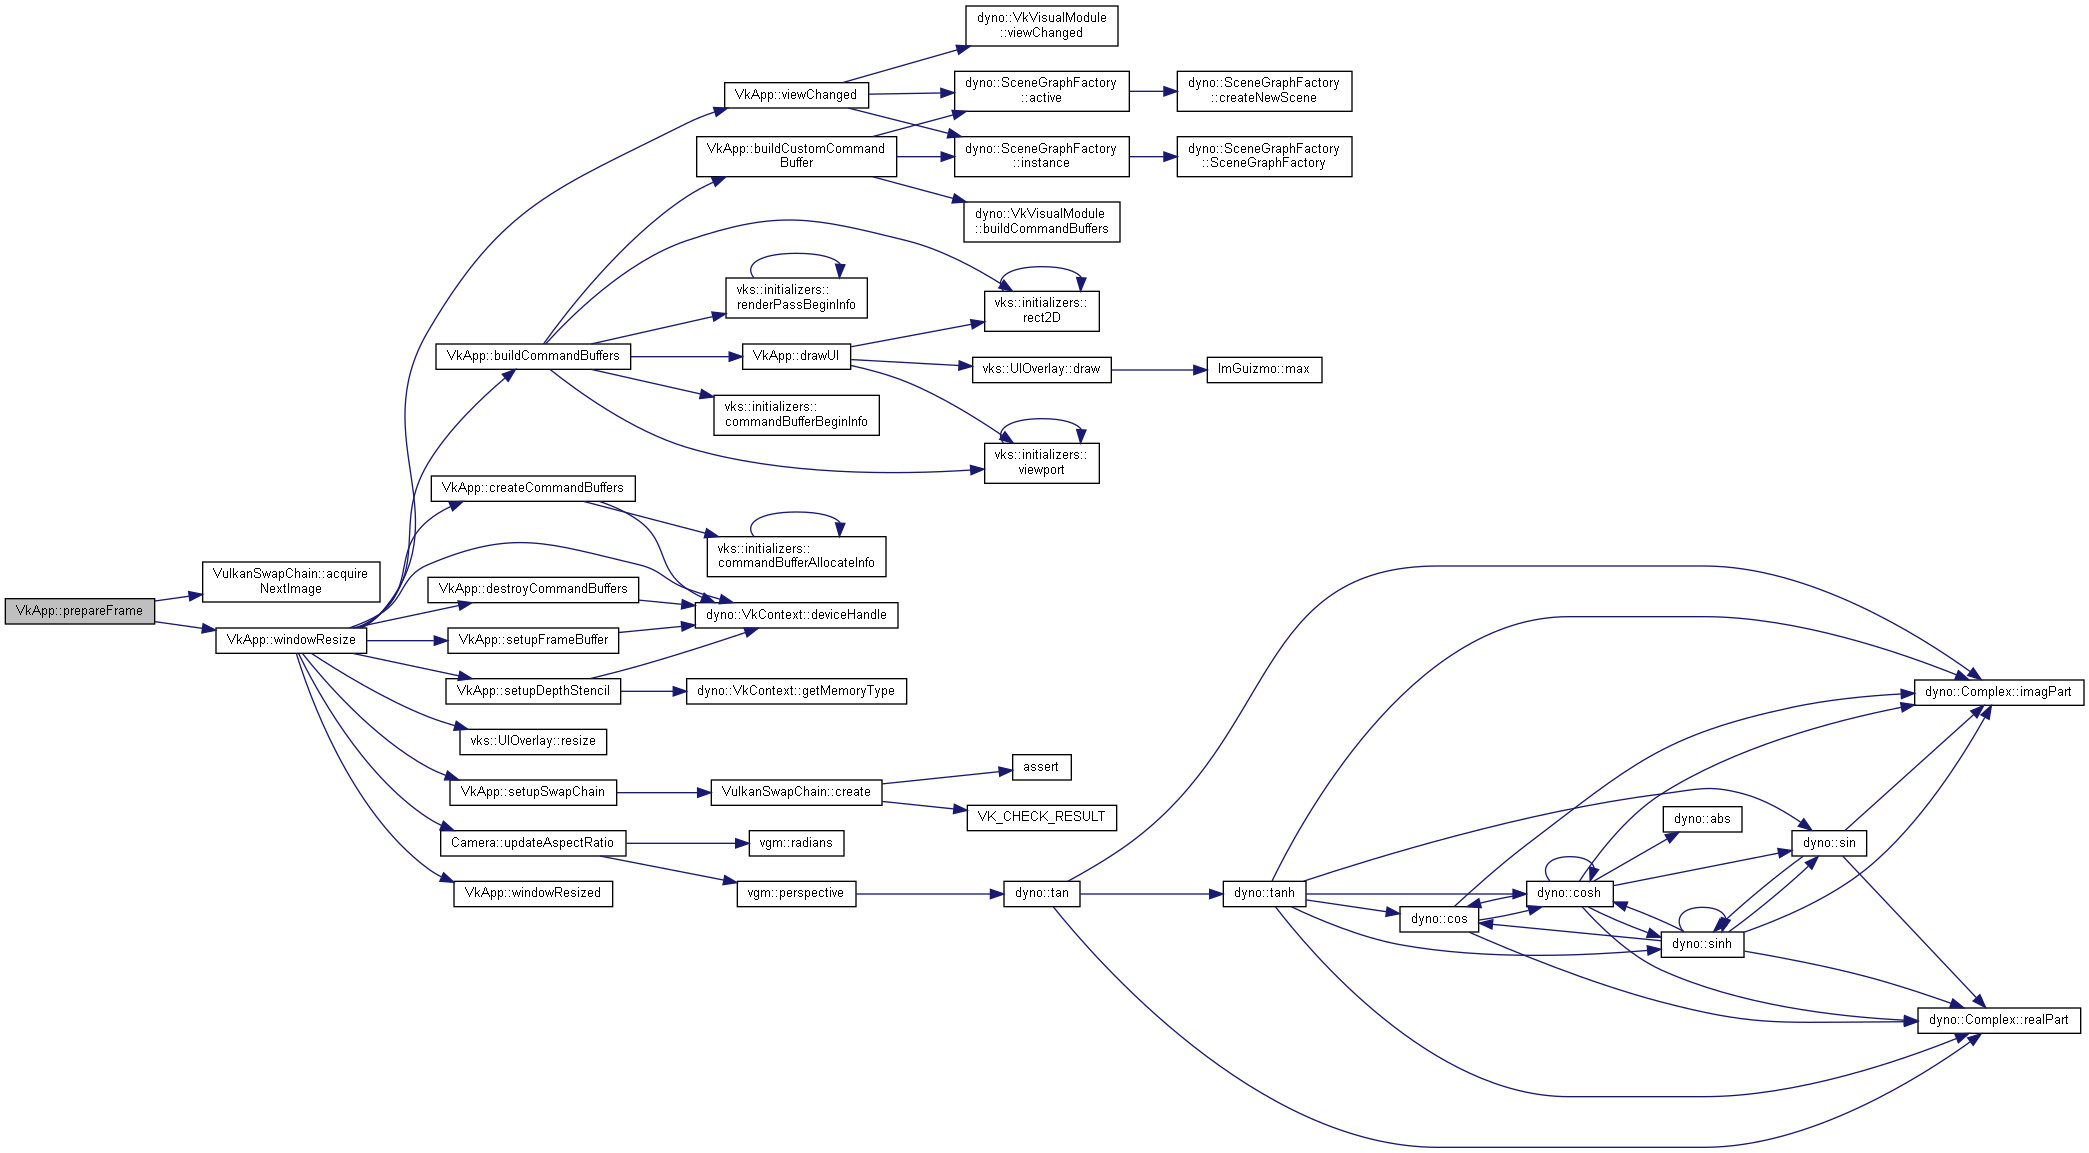 VkApp::prepareFrame
VulkanSwapChain::acquire
NextImage
VkApp::windowResize
VkApp::buildCommandBuffers
VkApp::createCommandBuffers
VkApp::destroyCommandBuffers
VkApp::setupFrameBuffer
VkApp::setupDepthStencil
vks::UIOverlay::resize
VkApp::setupSwapChain
Camera::updateAspectRatio
VkApp::windowResized
VkApp::viewChanged
VkApp::buildCustomCommand
Buffer
vks::initializers::
renderPassBeginInfo
VkApp::drawUI
vks::initializers::
commandBufferBeginInfo
vks::initializers::
commandBufferAllocateInfo
dyno::VkContext::deviceHandle
dyno::VkContext::getMemoryType
VulkanSwapChain::create
vgm::radians
vgm::perspective
dyno::VkVisualModule
::viewChanged
dyno::SceneGraphFactory
::active
dyno::SceneGraphFactory
::instance
dyno::VkVisualModule
::buildCommandBuffers
vks::initializers::
rect2D
vks::UIOverlay::draw
vks::initializers::
viewport
assert
VK_CHECK_RESULT
dyno::tan
dyno::SceneGraphFactory
::createNewScene
dyno::SceneGraphFactory
::SceneGraphFactory
ImGuizmo::max
dyno::tanh
dyno::cos
dyno::cosh
dyno::abs
dyno::sinh
dyno::sin
dyno::Complex::imagPart
dyno::Complex::realPart